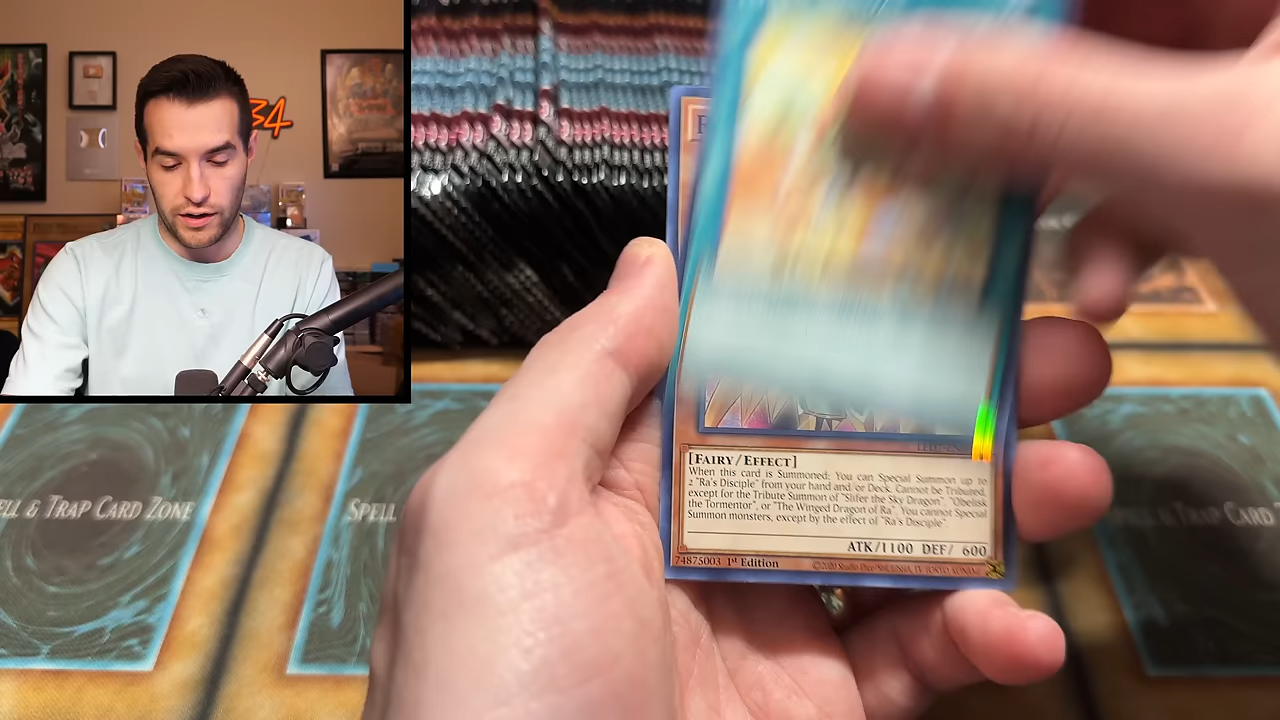 34
[FAIRY/EFFECT]
When this card is Summoned: You can Special Summon up to
2 "Ra's Disciple" from your hand and/or Deck. Cannot be Tributed,
except for the Tribute Summon of "Slifer the Sky Dragon", "Obelisk
the Tormentor", or "The Winged Dragon of Ra". You cannot Special
Summon monsters, except by the effect of "Ra's Disciple".
ATK/1100 DEF/ 600
74875003 1st Edition
ELL & TRAP CARD ZONE
SPELL
& TRAP CARD